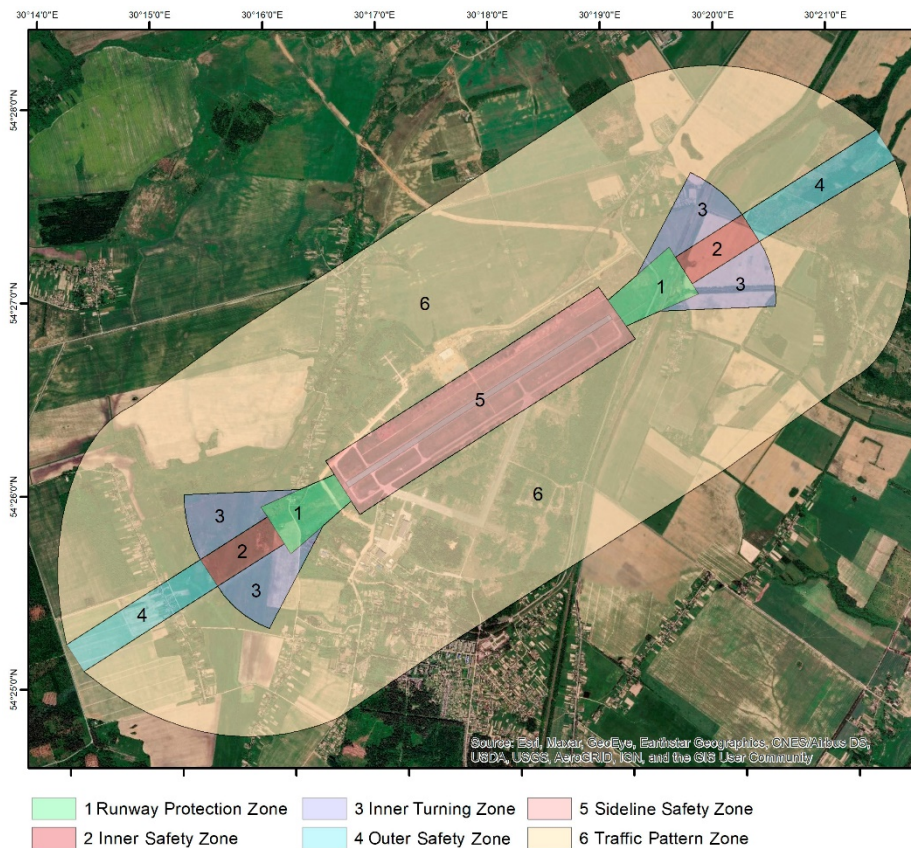 30°14'0"E 30°15'0"E 30°16'0"E 30°17'0"E 30°18'0"E 30°19'0"E 30°20'0"E 30°21'0"E
54°28'0"N
54°27'0"N
54°26'0"N
54°25'0"N
4
3
2
3
1
6
5
6
3
1
2
3
4
Source: Esri, Maxar, GeoEye, Earthstar Geographics, CNES/Airbus DS,
USDA, USGS, AeroGRID, IGN, and the GIS User Community
1 Runway Protection Zone
3 Inner Turning Zone
5 Sideline Safety Zone
2 Inner Safety Zone
4 Outer Safety Zone
6 Traffic Pattern Zone